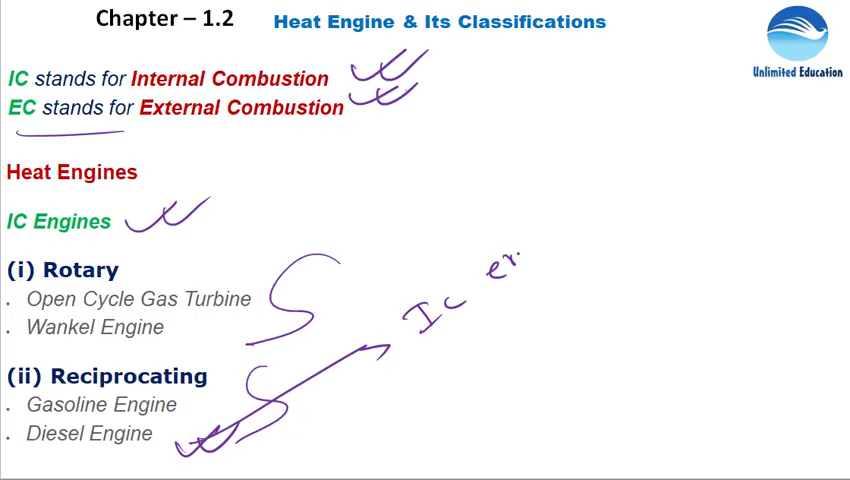 Chapter – 1.2
Heat Engine & Its Classifications
Unlimited Education
IC stands for Internal Combustion
EC stands for External Combustion
Heat Engines
IC Engines
(i) Rotary
. Open Cycle Gas Turbine
. Wankel Engine
IC en
(ii) Reciprocating
. Gasoline Engine
. Diesel Engine